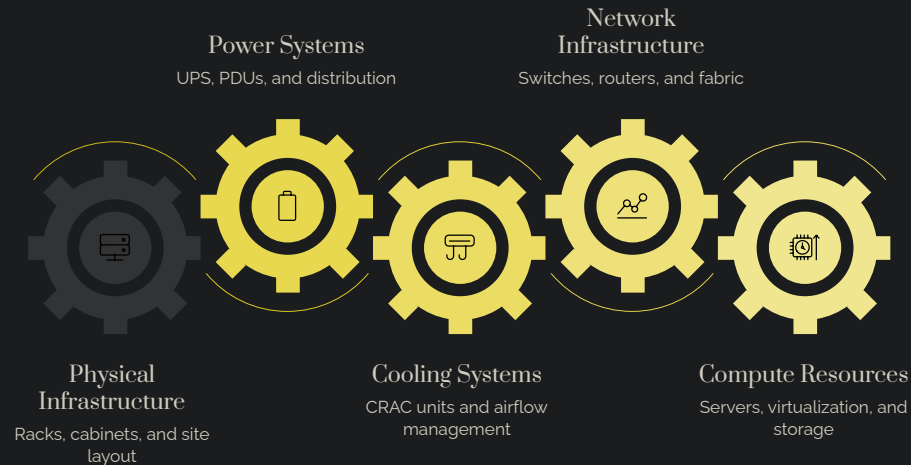 Power Systems
UPS, PDUs, and distribution
Network
Infrastructure
Switches, routers, and fabric
Physical
Infrastructure
Racks, cabinets, and site
layout
Cooling Systems
CRAC units and airflow
management
Compute Resources
Servers, virtualization, and
storage